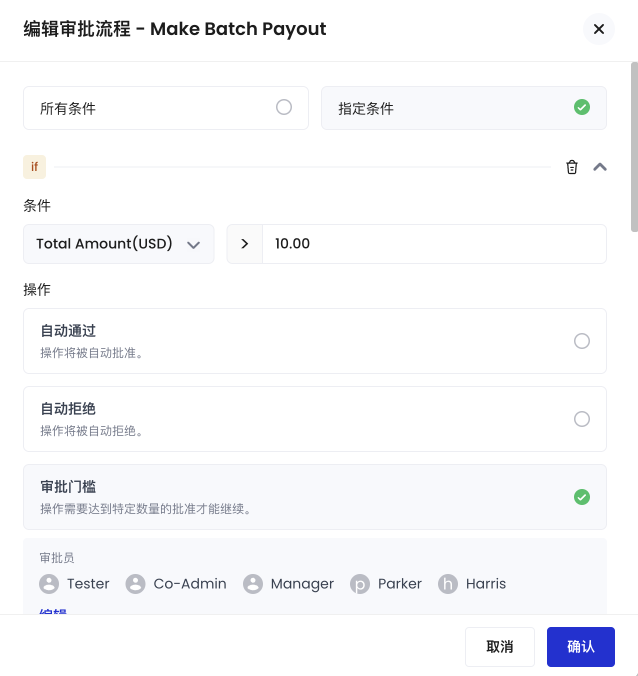 编辑审批流程 - Make Batch Payout
所有条件
指定条件
if
条件
Total Amount(USD) > 10.00
操作
自动通过
操作将被自动批准。
自动拒绝
操作将被自动拒绝。
审批门槛
操作需要达到特定数量的批准才能继续。
审批员
Tester Co-Admin Manager p Parker h Harris
编辑
取消 确认